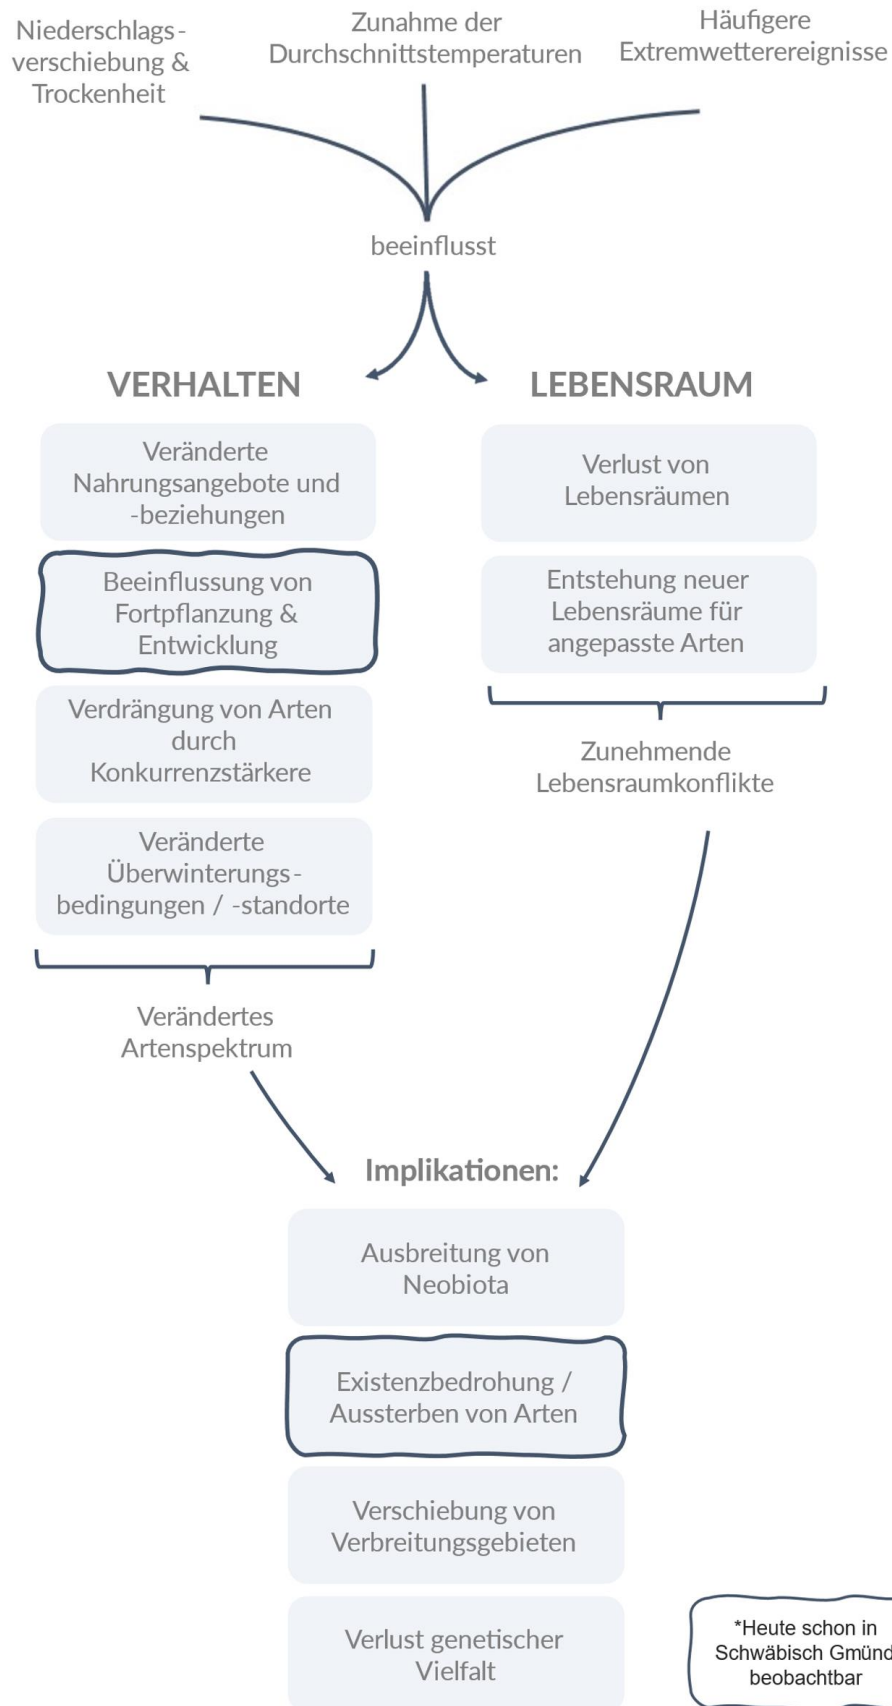 Niederschlags-
verschiebung &
Trockenheit
Zunahme der
Durchschnittstemperaturen
Häufigere
Extremwetterereignisse
beeinflusst
VERHALTEN
Veränderte
Nahrungsangebote und
-beziehungen
Beeinflussung von
Fortpflanzung &
Entwicklung
Verdrängung von Arten
durch
Konkurrenzstärkere
Veränderte
Überwinterungs-
bedingungen / -standorte
Verändertes
Artenspektrum
LEBENSRAUM
Verlust von
Lebensräumen
Entstehung neuer
Lebensräume für
angepasste Arten
Zunehmende
Lebensraumkonflikte
Implikationen:
Ausbreitung von
Neobiota
Existenzbedrohung /
Aussterben von Arten
Verschiebung von
Verbreitungsgebieten
Verlust genetischer
Vielfalt
*Heute schon in
Schwäbisch Gmünd
beobachtbar